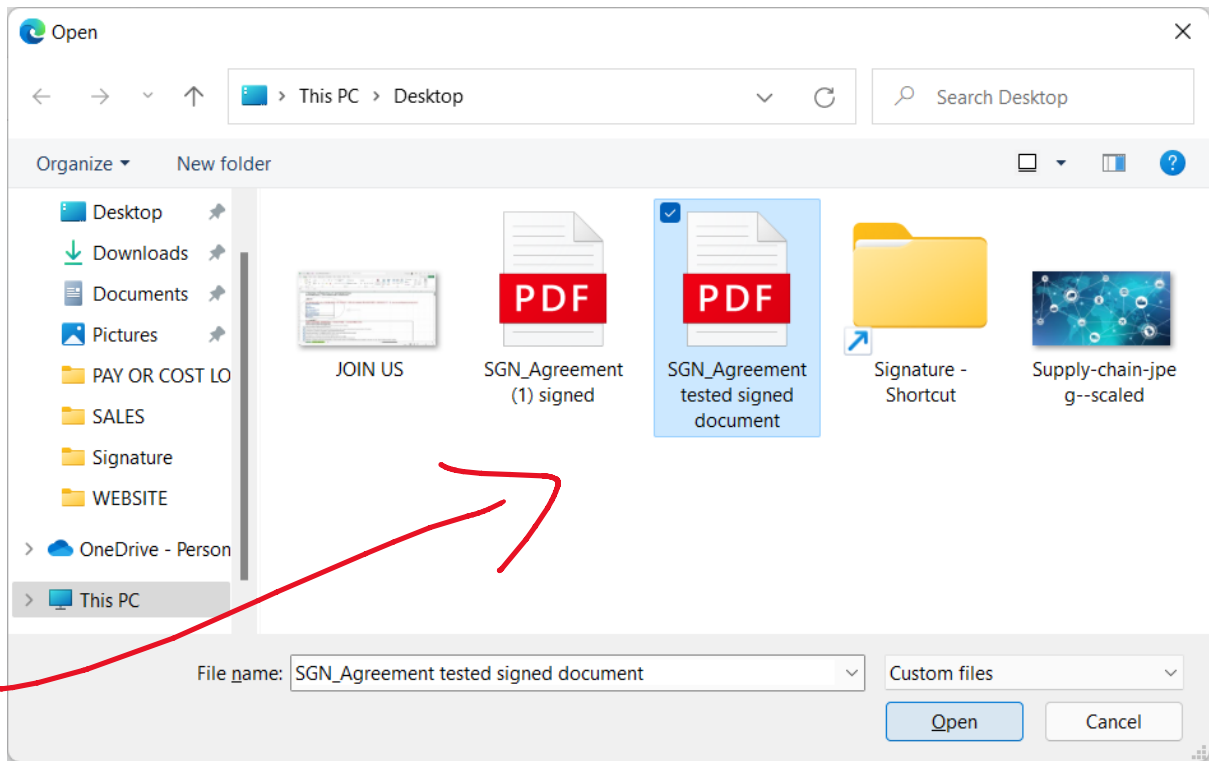 Open
This PC > Desktop
Search Desktop
Organize
New folder
?
Desktop
Downloads
Documents
Pictures
PAY OR COST LO
SALES
Signature
WEBSITE
OneDrive - Person
This PC
JOIN US
PDF
SGN_Agreement
(1) signed
PDF
SGN_Agreement
tested signed
document
Signature -
Shortcut
Supply-chain-jpe
g--scaled
File name: SGN_Agreement tested signed document
Custom files
Open
Cancel